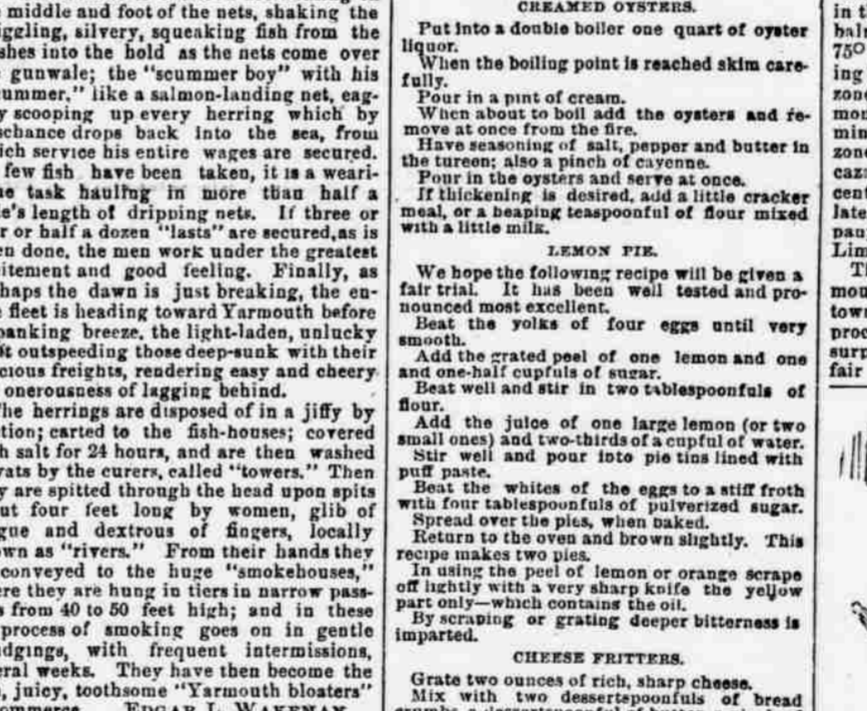 middle and foot of the nets, shaking the
iggling, silvery, squeaking fish from the
shes into the hold as the nets come over
gunwale; the "scummer boy" with his
ummer," like a salmon-landing net, eag-
y scooping up every herring which by
schance drops back into the sea, from
ich service his entire wages are secured.
few fish have been taken, it is a weari-
e task hauling in more than half a
e's length of dripping nets. If three or
r or half a dozen "lasts" are secured, as is
en done, the men work under the greatest
itement and good feeling. Finally, as
haps the dawn is just breaking, the en-
fleet is heading toward Yarmouth before
panking breeze, the light-laden, unlucky
t outspeeding those deep-sunk with their
cious freights, rendering easy and cheery
onerousness of lagging behind.
he herrings are disposed of in a jiffy by
tion; carted to the fish-houses; covered
h salt for 24 hours, and are then washed
vats by the curers, called "towers." Then
y are spitted through the head upon spits
ut four feet long by women, glib of
gue and dextrous of fingers, locally
wn as "rivers." From their hands they
conveyed to the huge "smokehouses,"
ere they are hung in tiers in narrow pass-
s from 40 to 50 feet high; and in these
process of smoking goes on in gentle
dgings, with frequent intermissions,
eral weeks. They have then become the
, juicy, toothsome "Yarmouth bloaters"
ommerce. EDGAR L. WAKEMAN.
CREAMED OYSTERS.
Put into a double boiler one quart of oyster
liquor.
When the boiling point is reached skim care-
fully.
Pour in a pint of cream.
When about to boil add the oysters and re-
move at once from the fire.
Have seasoning of salt, pepper and butter in
the tureen; also a pinch of cayenne.
Pour in the oysters and serve at once.
If thickening is desired, add a little cracker
meal, or a heaping teaspoonful of flour mixed
with a little milk.
LEMON PIE.
We hope the following recipe will be given a
fair trial. It has been well tested and pro-
nounced most excellent.
Beat the yolks of four eggs until very
smooth.
Add the grated peel of one lemon and one
and one-half cupfuls of sugar.
Beat well and stir in two tablespoonfuls of
flour.
Add the juice of one large lemon (or two
small ones) and two-thirds of a cupful of water.
Stir well and pour into pie tins lined with
puff paste.
Beat the whites of the eggs to a stiff froth
with four tablespoonfuls of pulverized sugar.
Spread over the pies, when baked.
Return to the oven and brown slightly. This
recipe makes two pies.
In using the peel of lemon or orange scrape
off lightly with a very sharp knife the yellow
part only—which contains the oil.
By scraping or grating deeper bitterness is
imparted.
CHEESE FRITTERS.
Grate two ounces of rich, sharp cheese.
Mix with two dessertspoonfuls of bread
in t
750
ing
zone
mou
min
zone
caz
cen
late
pan
Lim
T
mou
town
proc
surr
fair